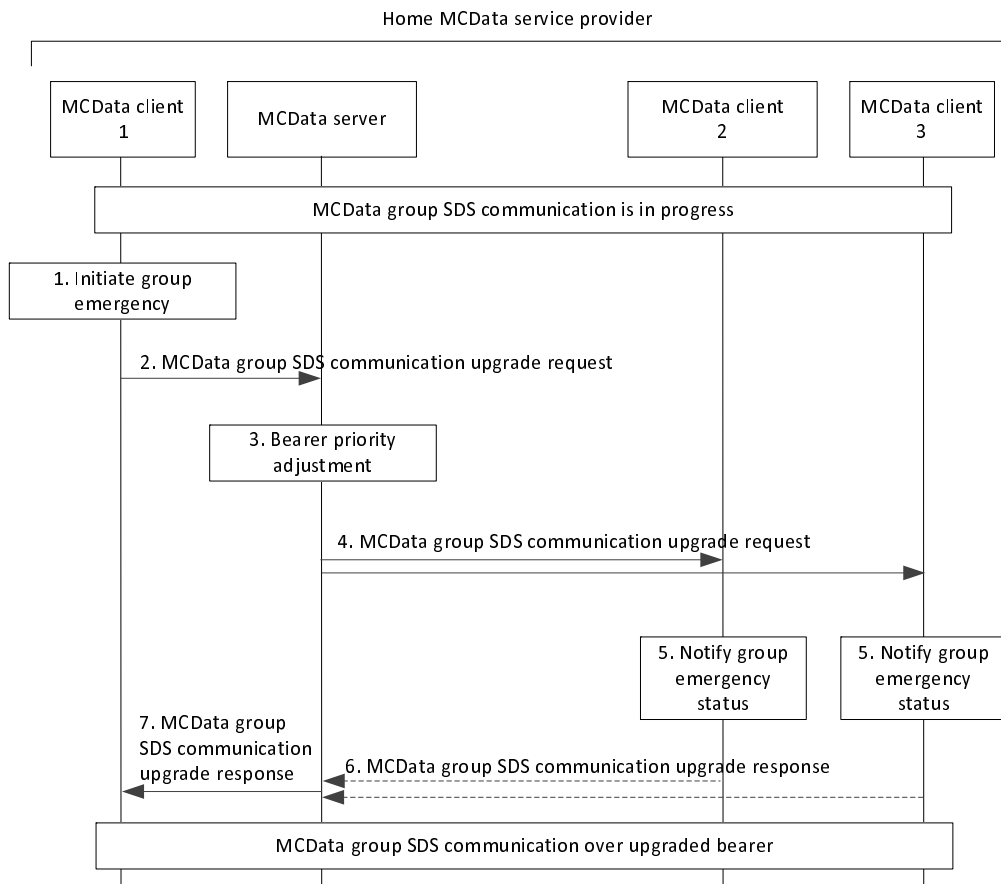 Home MCData service provider
MCData client
1
MCData server
MCData client
2
MCData client
3
MCData group SDS communication is in progress
1. Initiate group
emergency
2. MCData group SDS communication upgrade request
3. Bearer priority
adjustment
4. MCData group SDS communication upgrade request
5. Notify group
emergency
status
5. Notify group
emergency
status
7. MCData group
SDS communication
upgrade response
6. MCData group SDS communication upgrade response
MCData group SDS communication over upgraded bearer